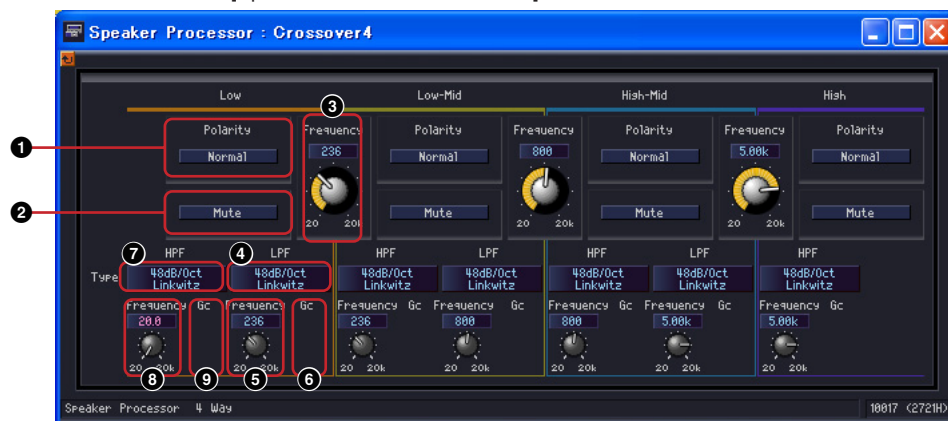 Speaker Processor : Crossover4
Low Low-Mid High-Mid High
3
1 Polarity Frequency Polarity Frequency Polarity Frequency Polarity
Normal 236 Normal 800 Normal 5.00k Normal
2 Mute Mute Mute Mute
20 20k 20 20k 20 20k
7 HPF 4 LPF HPF LPF HPF LPF HPF
Type 48dB/Oct 48dB/Oct 48dB/Oct 48dB/Oct 48dB/Oct 48dB/Oct 48dB/Oct
Linkwitz Linkwitz Linkwitz Linkwitz Linkwitz Linkwitz Linkwitz
Frequency Gc Frequency Gc Frequency Gc Frequency Gc Frequency Gc Frequency Gc Frequency Gc
20.0 236 236 800 800 5.00k 5.00k
20 20k 20 20k 20 20k 20 20k 20 20k 20 20k 20 20k
8 9 5 6
Speaker Processor 4 Way 10017 (2721H)